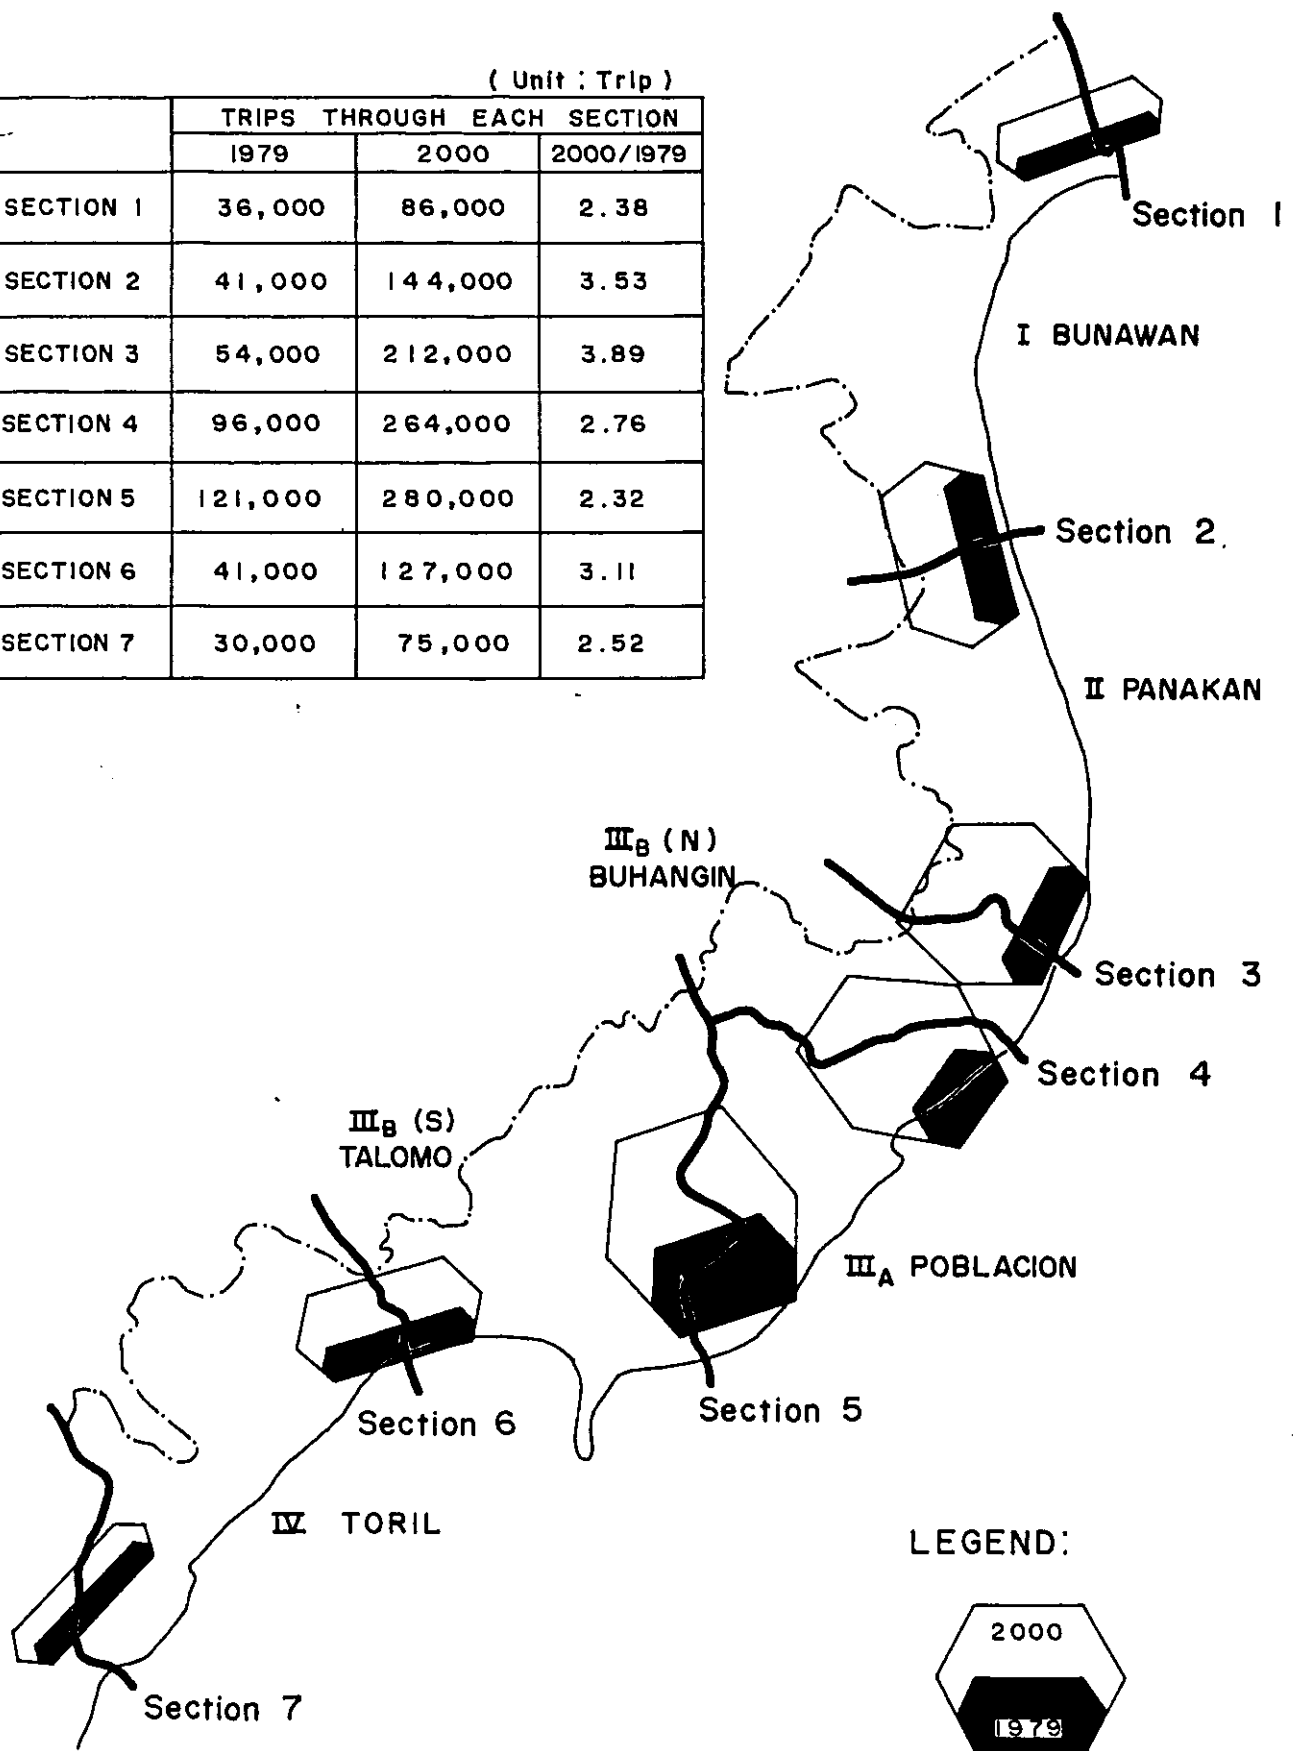 ( Unit : Trip )
TRIPS THROUGH EACH SECTION
1979 2000 2000/1979
SECTION 1 36,000 86,000 2.38
SECTION 2 41,000 144,000 3.53
SECTION 3 54,000 212,000 3.89
SECTION 4 96,000 264,000 2.76
SECTION 5 121,000 280,000 2.32
SECTION 6 41,000 127,000 3.11
SECTION 7 30,000 75,000 2.52
Section 1
I BUNAWAN
Section 2
II PANAKAN
III B (N)
BUHANGIN
Section 3
Section 4
III B (S)
TALOMO
III A POBLACION
Section 5
Section 6
IV TORIL
Section 7
LEGEND:
2000
1979